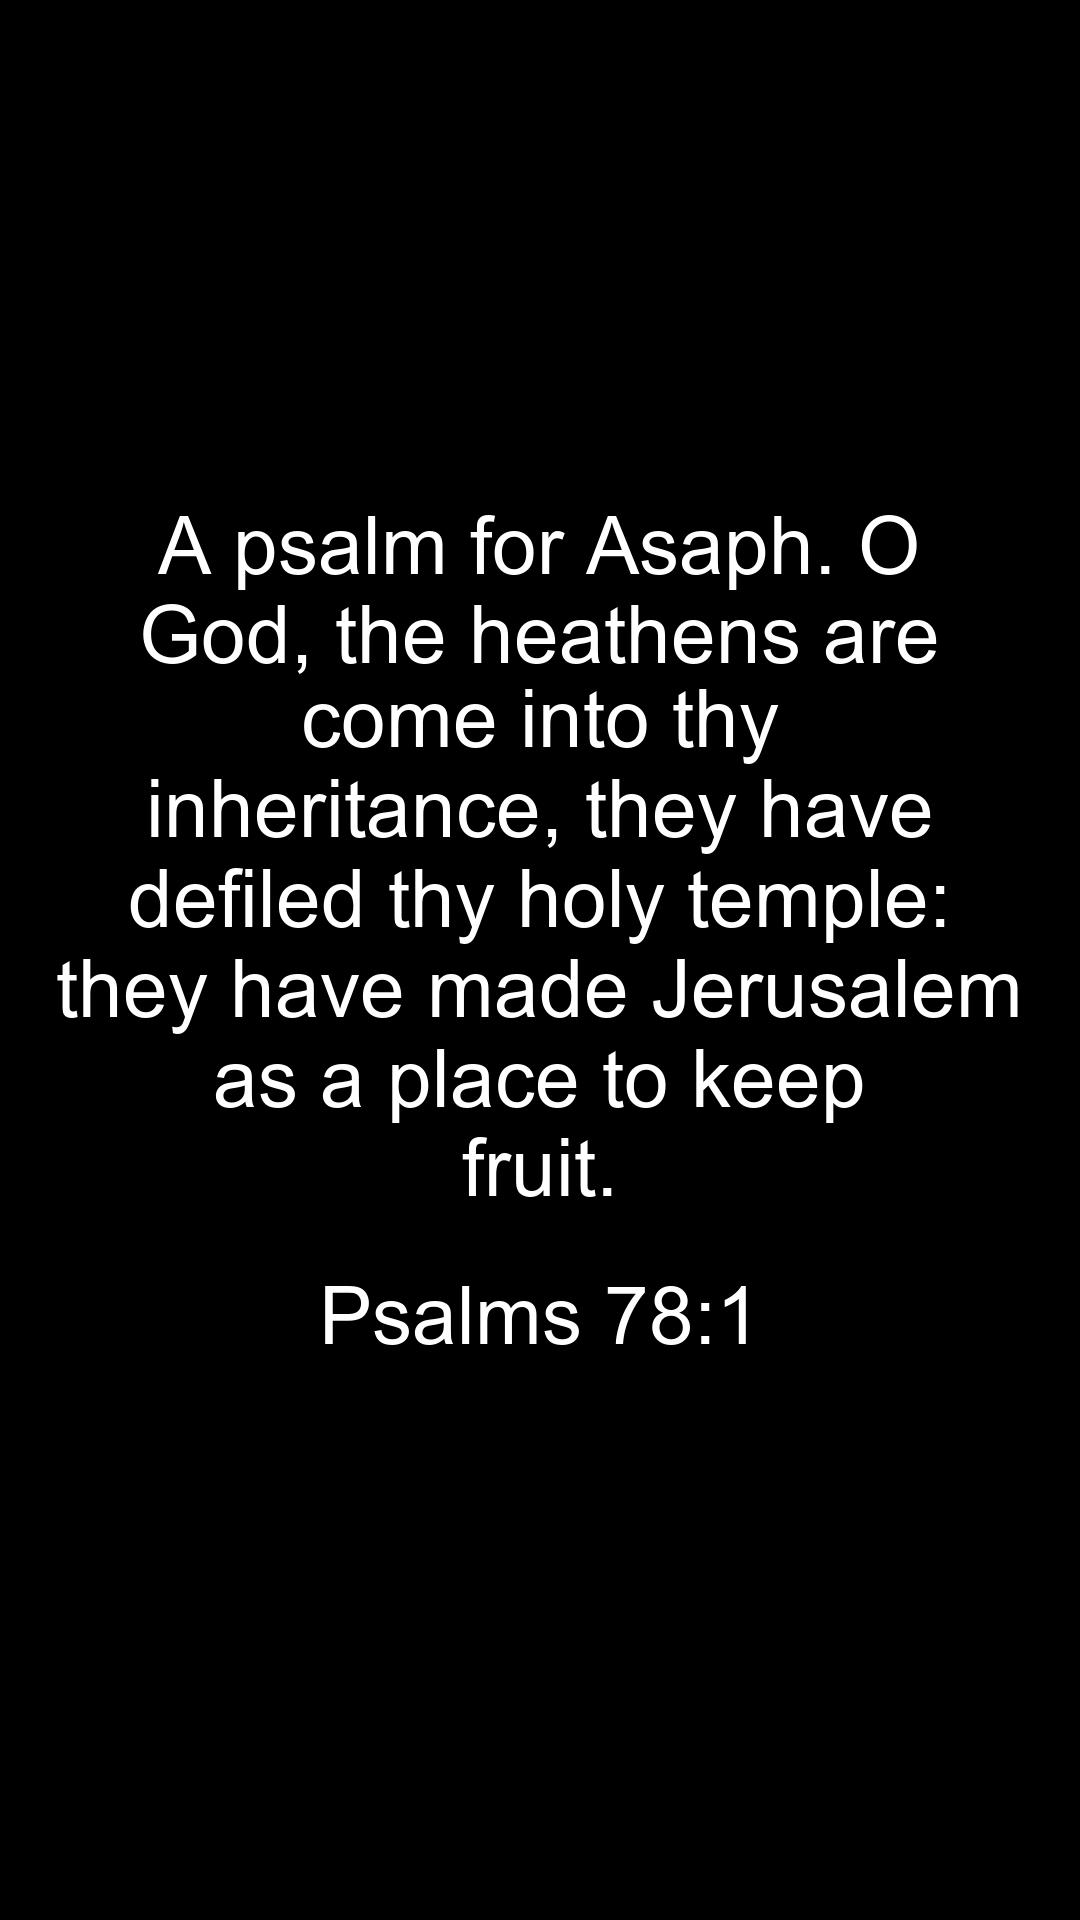 A psalm for Asaph. O
God, the heathens are
come into thy
inheritance, they have
defiled thy holy temple:
they have made Jerusalem
as a place to keep
fruit.
Psalms 78:1